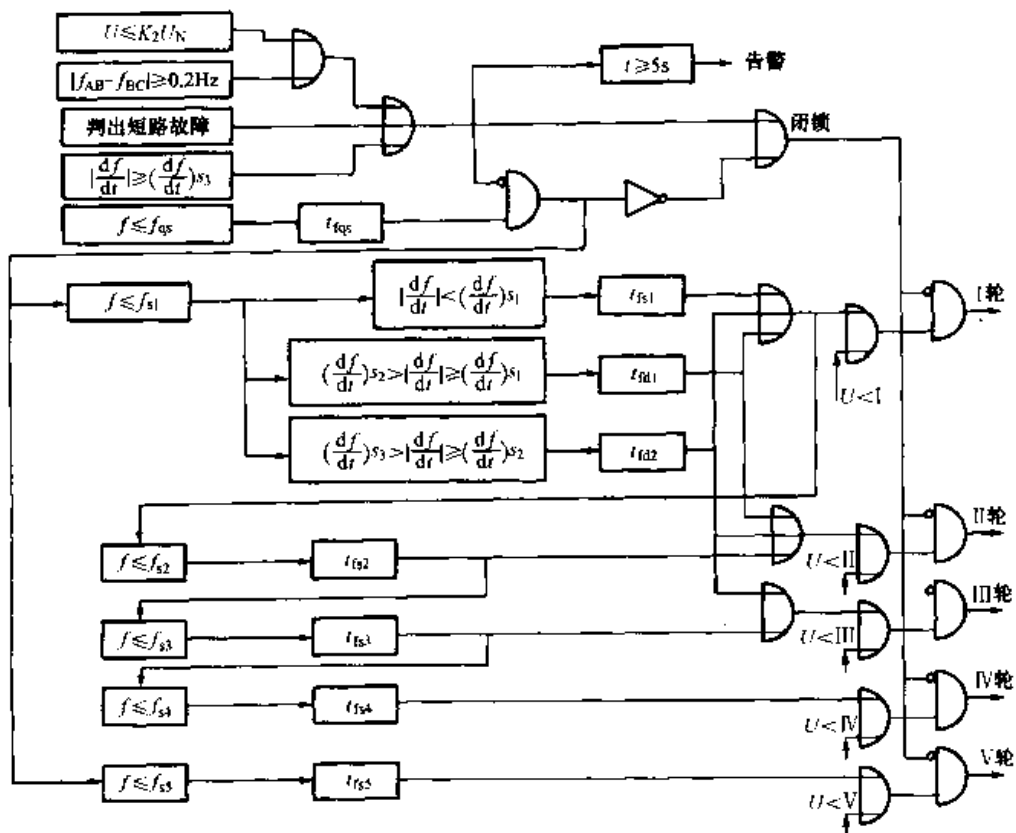 U≤K₂U_N
|f_AB−f_BC|≥0.2Hz
判出短路故障
|df/dt|≥(df/dt)s₃
f≤f_qs
t_fqs
t≥5s
告警
闭锁
f≤f_s1
|df/dt|<(df/dt)s₁
t_fs1
(df/dt)s₂>|df/dt|≥(df/dt)s₁
t_fd1
(df/dt)s₃>|df/dt|≥(df/dt)s₂
t_fd2
U<I
I轮
f≤f_s2
t_fs2
U<II
II轮
f≤f_s3
t_fs3
U<III
III轮
f≤f_s4
t_fs4
U<IV
IV轮
f≤f_s5
t_fs5
U<V
V轮